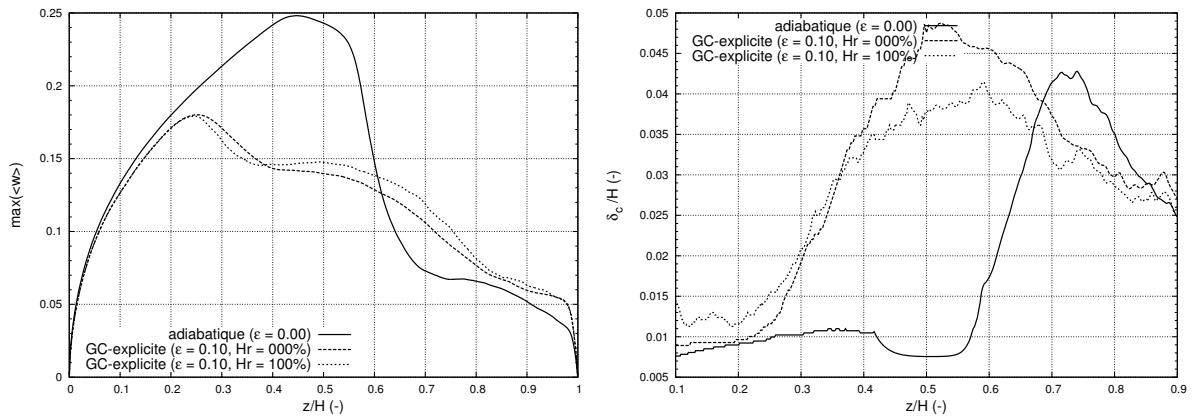 max(<w>)
0.25
0.2
0.15
0.1
0.05
0
adiabatique (ε = 0.00)
GC-explicite (ε = 0.10, Hr = 000%)
GC-explicite (ε = 0.10, Hr = 100%)
0 0.1 0.2 0.3 0.4 0.5 0.6 0.7 0.8 0.9 1
z/H (-)
δc/H (-)
0.05
0.045
0.04
0.035
0.03
0.025
0.02
0.015
0.01
0.005
adiabatique (ε = 0.00)
GC-explicite (ε = 0.10, Hr = 000%)
GC-explicite (ε = 0.10, Hr = 100%)
0.1 0.2 0.3 0.4 0.5 0.6 0.7 0.8 0.9
z/H (-)